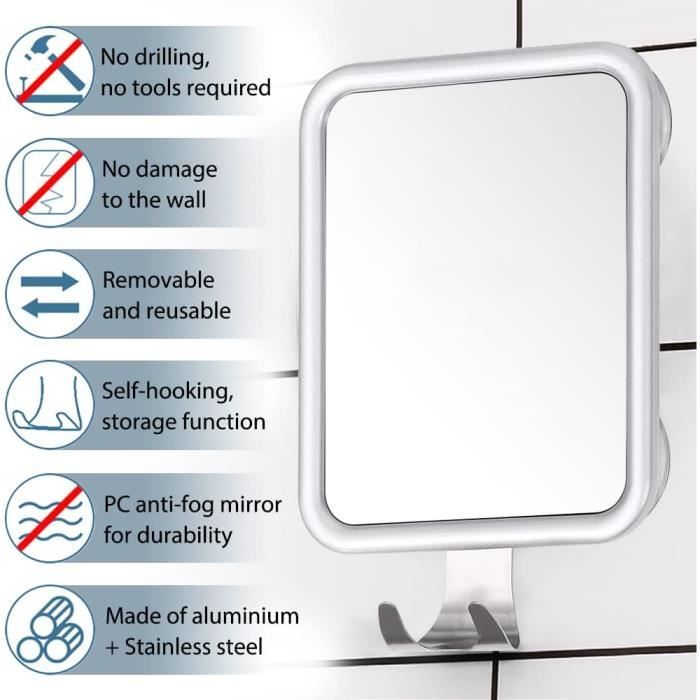 No drilling,
no tools required
No damage
to the wall
Removable
and reusable
Self-hooking,
storage function
PC anti-fog mirror
for durability
Made of aluminium
+ Stainless steel